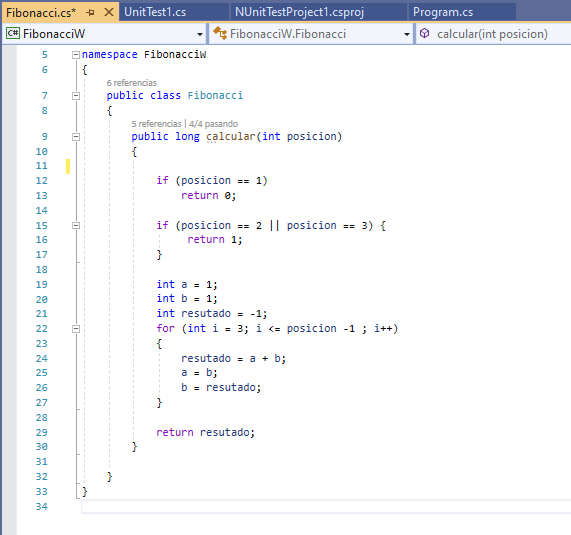 Fibonacci.cs* UnitTest1.cs NUnitTestProject1.csproj Program.cs
C# FibonacciW FibonacciW.Fibonacci calcular(int posicion)
5 namespace FibonacciW
6 {
6 referencias
7 public class Fibonacci
8 {
5 referencias | 4/4 pasando
9 public long calcular(int posicion)
10 {
11
12 if (posicion == 1)
13 return 0;
14
15 if (posicion == 2 || posicion == 3) {
16 return 1;
17 }
18
19 int a = 1;
20 int b = 1;
21 int resutado = -1;
22 for (int i = 3; i <= posicion -1 ; i++)
23 {
24 resutado = a + b;
25 a = b;
26 b = resutado;
27 }
28
29 return resutado;
30 }
31
32 }
33 }
34